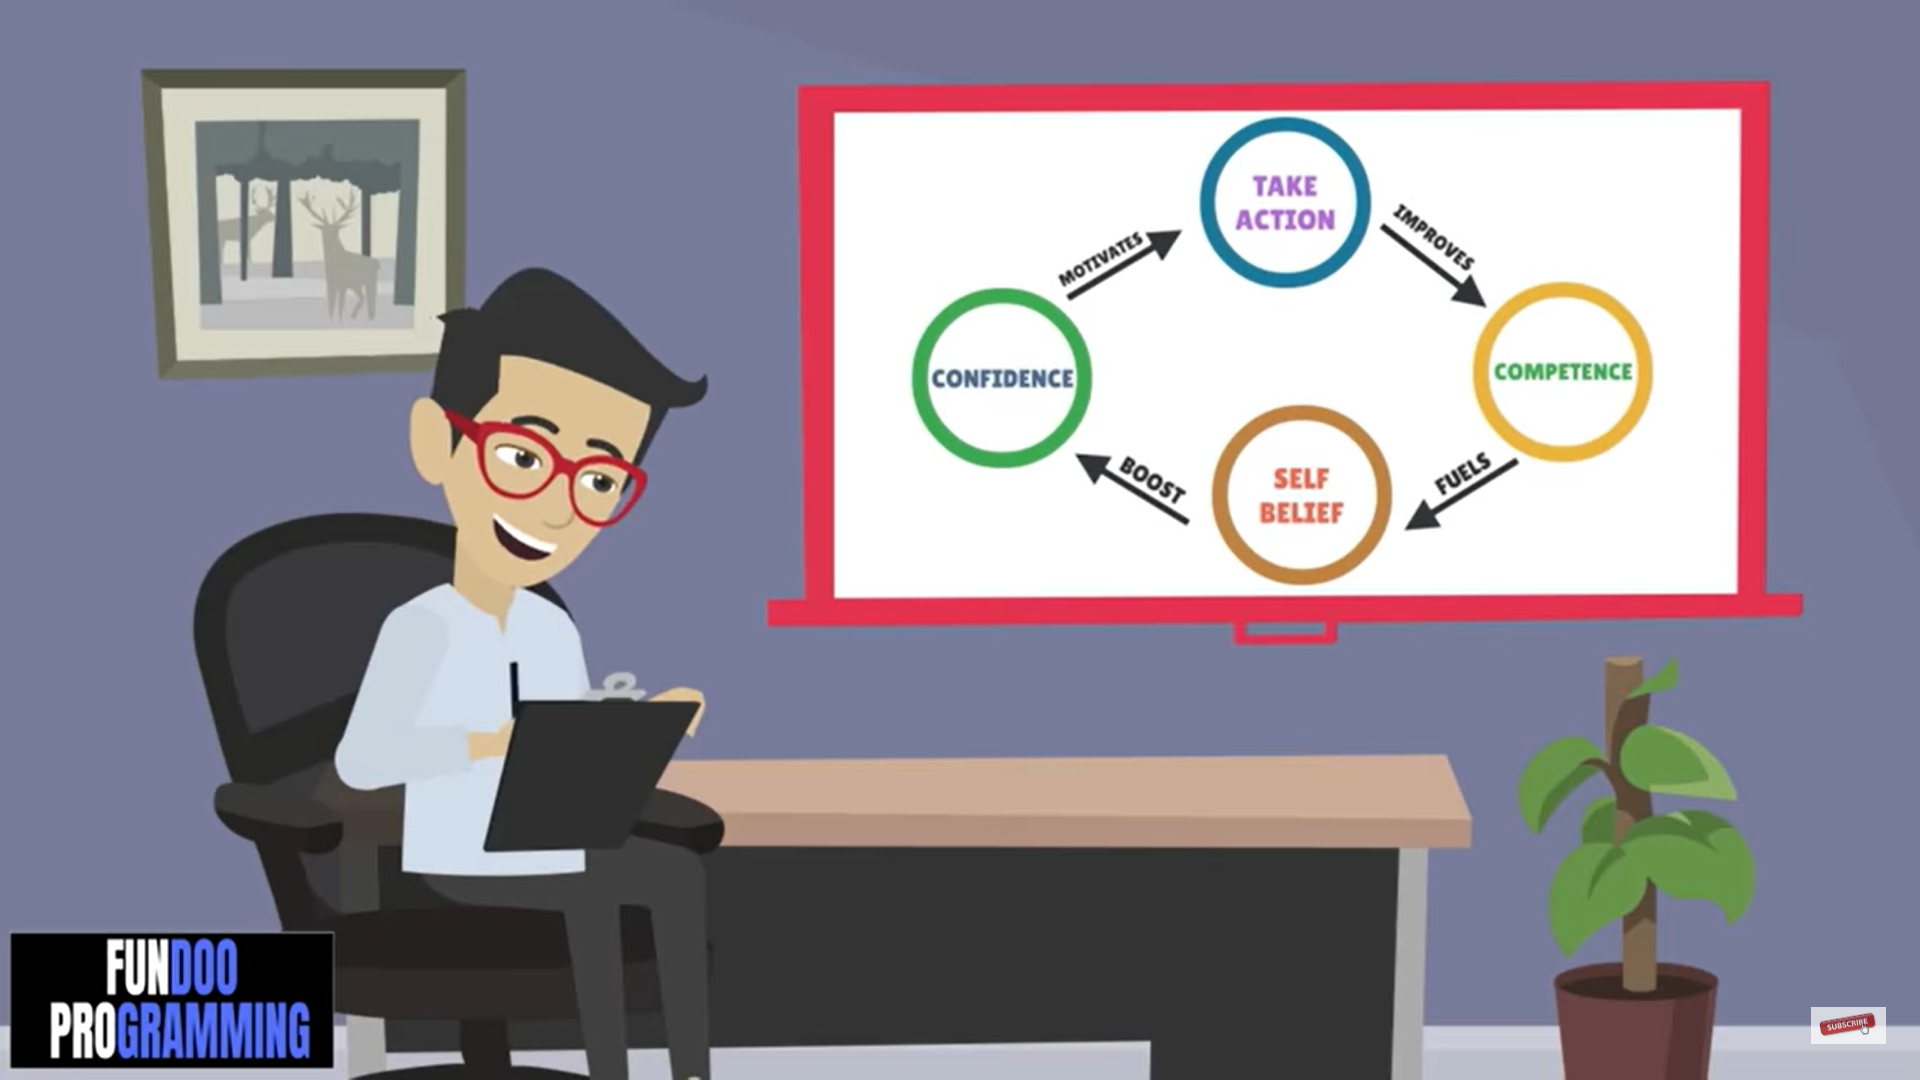 TAKE
ACTION
MOTIVATES
IMPROVES
CONFIDENCE
COMPETENCE
BOOST
SELF
BELIEF
FUELS
FUNDOO
PROGRAMMING
SUBSCRIBE